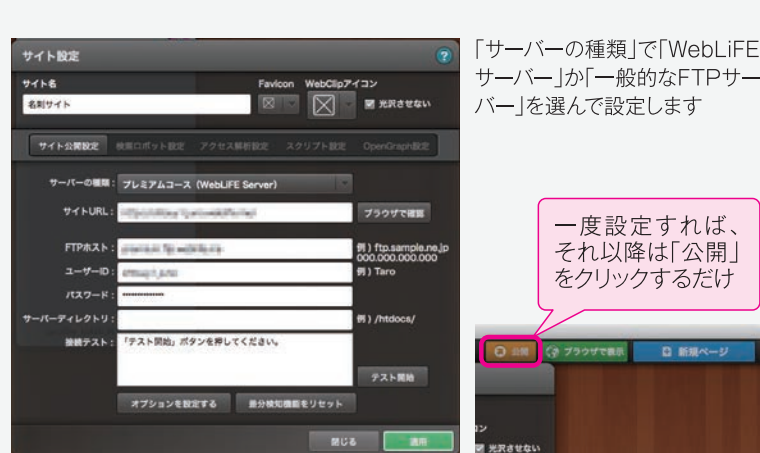 サイト設定
?
サイト名
Favicon WebClipアイコン
名刺サイト
光沢させない
サイト公開設定 検索ロボット設定 アクセス解析設定 スクリプト設定 OpenGraph設定
サーバーの種類: プレミアムコース（WebLiFE Server）
サイトURL:
ブラウザで確認
FTPホスト:
例）ftp.sample.ne.jp
000.000.000.000
ユーザーID:
例）Taro
パスワード:
サーバーディレクトリ:
例）/htdocs/
接続テスト: 「テスト開始」ボタンを押してください。
テスト開始
オプションを設定する 差分検知機能をリセット
閉じる 適用
「サーバーの種類」で「WebLiFE
サーバー」か「一般的なFTPサー
バー」を選んで設定します
一度設定すれば、
それ以降は「公開」
をクリックするだけ
公開 ブラウザで表示 新規ページ
コン
光沢させない